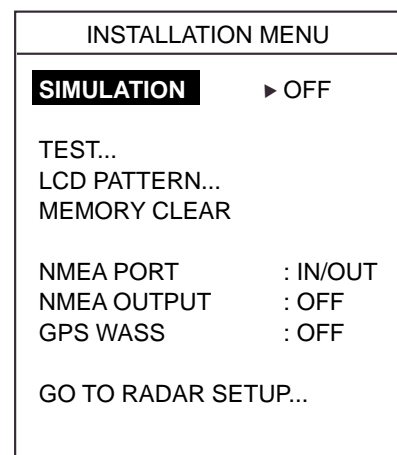 INSTALLATION MENU
SIMULATION ▶ OFF
TEST...
LCD PATTERN...
MEMORY CLEAR
NMEA PORT : IN/OUT
NMEA OUTPUT : OFF
GPS WASS : OFF
GO TO RADAR SETUP...